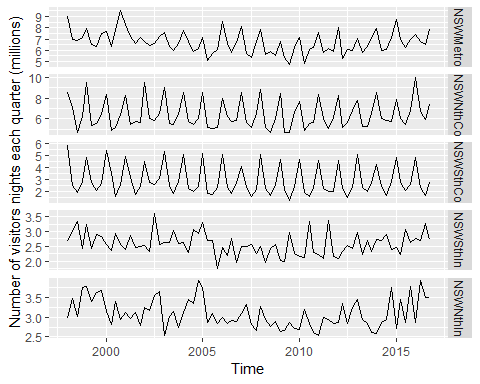 Number of visitors nights each quarter (millions)
9
8
7
6
5
NSWMetro
10
8
6
NSWNthCo
6
5
4
3
2
NSWSthCo
3.5
3.0
2.5
2.0
NSWSthIn
3.5
3.0
2.5
NSWNthIn
2000 2005 2010 2015
Time